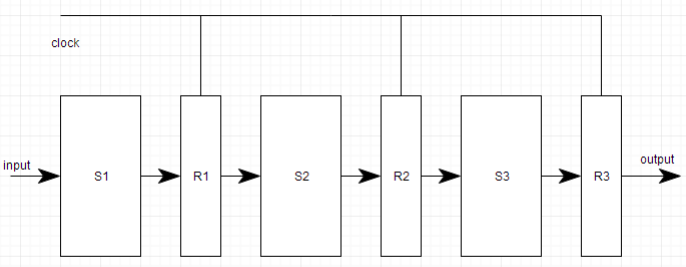 clock
input
S1
R1
S2
R2
S3
R3
output